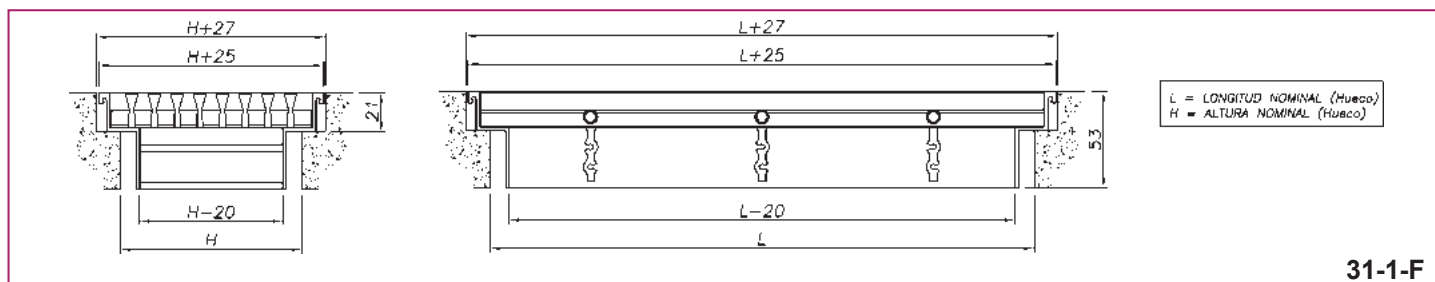 H+27
H+25
21
H-20
H
L+27
L+25
53
L-20
L
L = LONGITUD NOMINAL (Hueco)
H = ALTURA NOMINAL (Hueco)
31-1-F